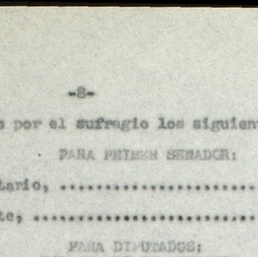 -8-
s por el sufragio los siguient
PARA PRIMER SENADOR:
tario, ......................
te, .........................
PARA DIPUTADOS: